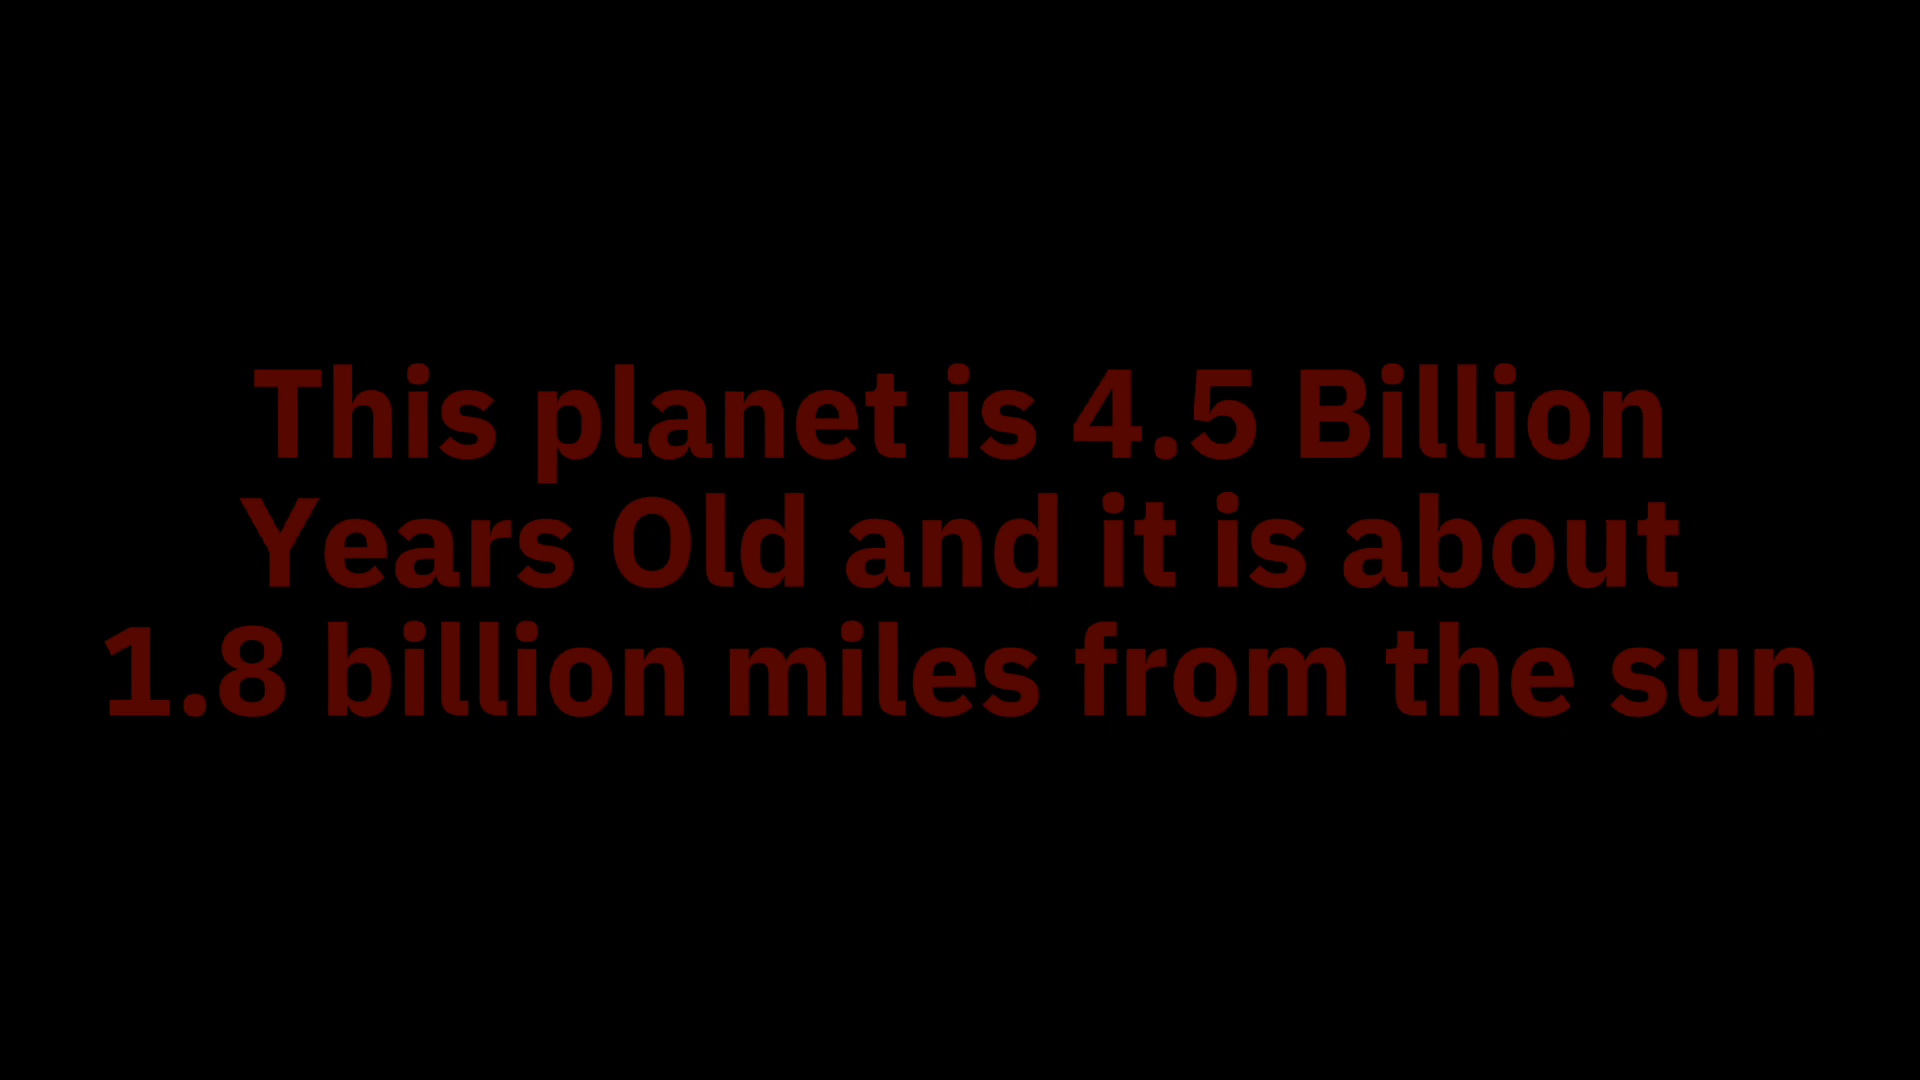 This planet is 4.5 Billion
Years Old and it is about
1.8 billion miles from the sun